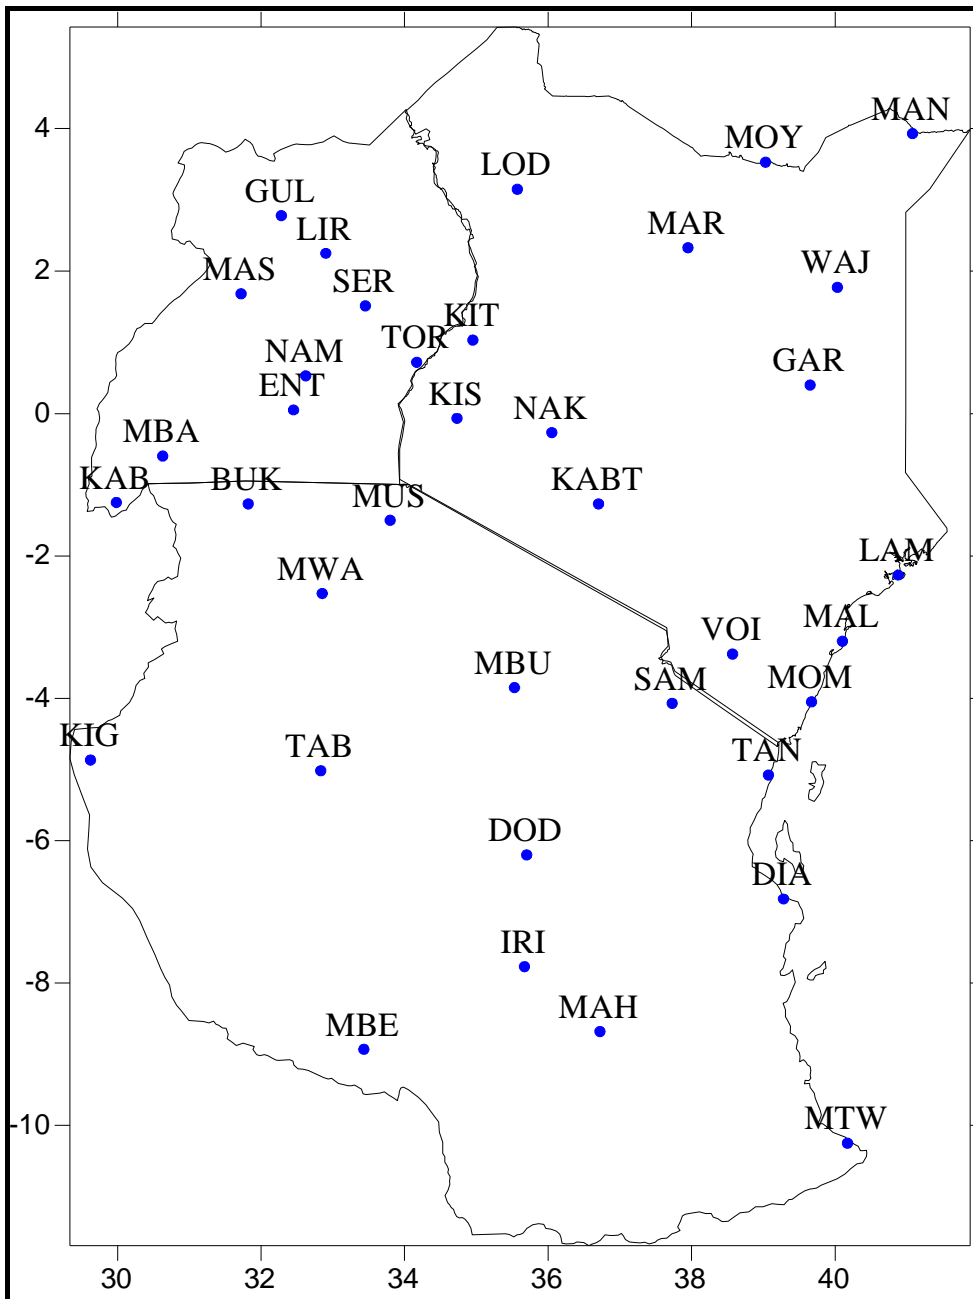 MAN
4
MOY
LOD
GUL
MAR
LIR
WAJ
2
MAS
SER
KIT
TOR
NAM
GAR
ENT
KIS
0
NAK
MBA
KAB
BUK
KABT
MUS
LAM
-2
MWA
MAL
VOI
MBU
SAM
MOM
-4
KIG
TAB
TAN
DOD
-6
DIA
IRI
-8
MAH
MBE
MTW
-10
30 32 34 36 38 40